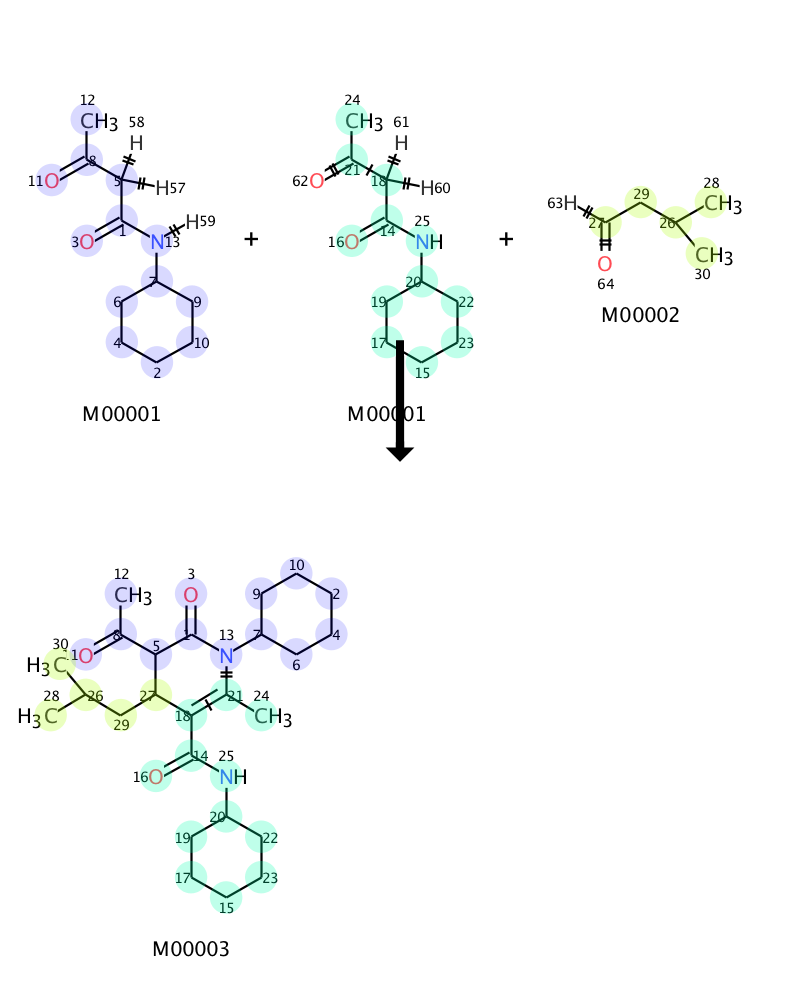 12
24
58
61
CH3
CH3
H
H
8
21
28
11O
5
H57
62O
18
H60
63H
29
CH3
H59
25
27
26
3O
1
N13
+
16O
14
NH
+
CH3
O
30
7
20
64
6
9
19
22
M00002
4
10
17
23
2
15
M00001
M00001
10
12
3
9
2
CH3
O
8
1
13
7
4
30
11O
5
N
6
H3C
28
26
27
21
24
H3C
29
18
CH3
14
25
16O
NH
20
19
22
17
23
15
M00003